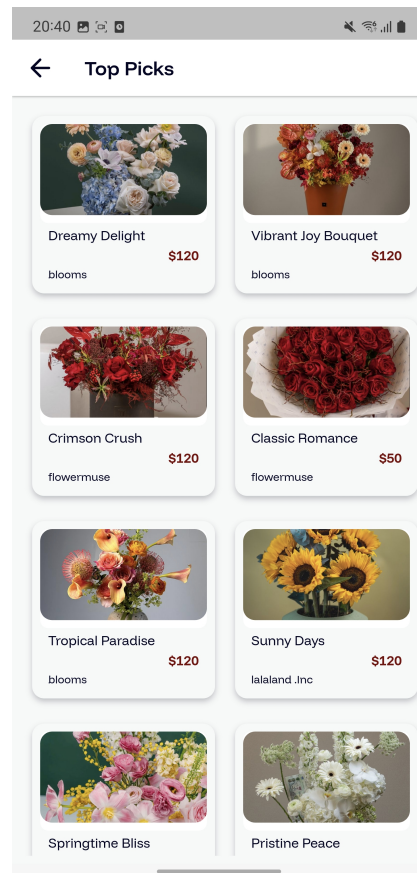 20:40
Top Picks
Dreamy Delight
$120
blooms
Vibrant Joy Bouquet
$120
blooms
Crimson Crush
$120
flowermuse
Classic Romance
$50
flowermuse
Tropical Paradise
$120
blooms
Sunny Days
$120
lalaland .Inc
Springtime Bliss
Pristine Peace